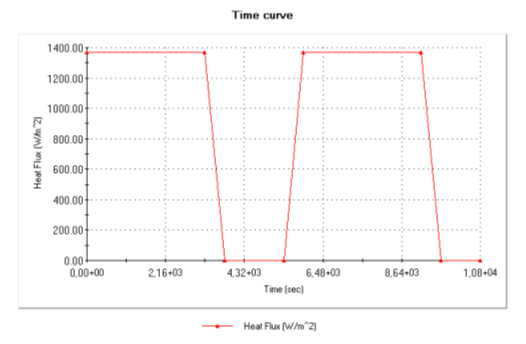 Time curve
1400.00
1200.00
1000.00
800.00
600.00
400.00
200.00
0.00
Heat Flux (W/m^2)
0,00+00 2,16+03 4,32+03 6,48+03 8,64+03 1,08+04
Time (sec)
Heat Flux (W/m^2)